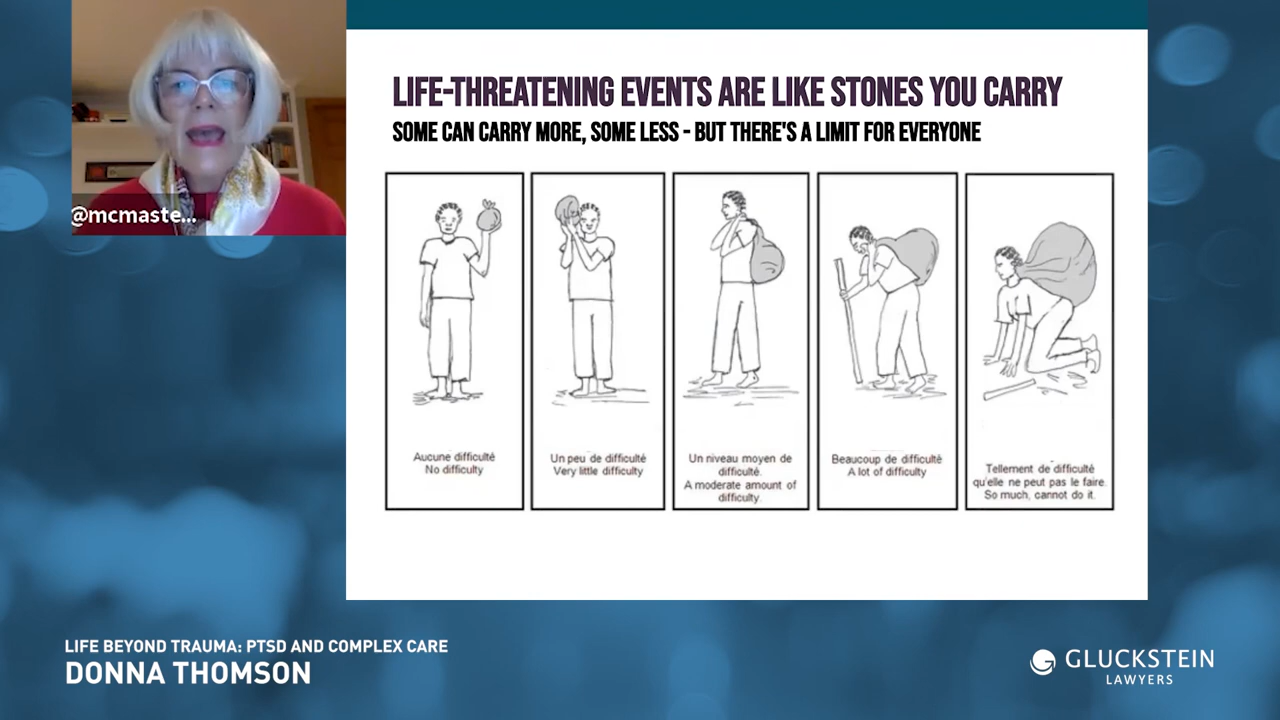 @mcmaste...
LIFE-THREATENING EVENTS ARE LIKE STONES YOU CARRY
SOME CAN CARRY MORE, SOME LESS - BUT THERE'S A LIMIT FOR EVERYONE
Aucune difficulté
No difficulty
Un peu de difficulté
Very little difficulty
Un niveau moyen de
difficulté.
A moderate amount of
difficulty.
Beaucoup de difficulté
A lot of difficulty
Tellement de difficulté
qu'elle ne peut pas le faire.
So much, cannot do it.
LIFE BEYOND TRAUMA: PTSD AND COMPLEX CARE
DONNA THOMSON
GLUCKSTEIN
LAWYERS